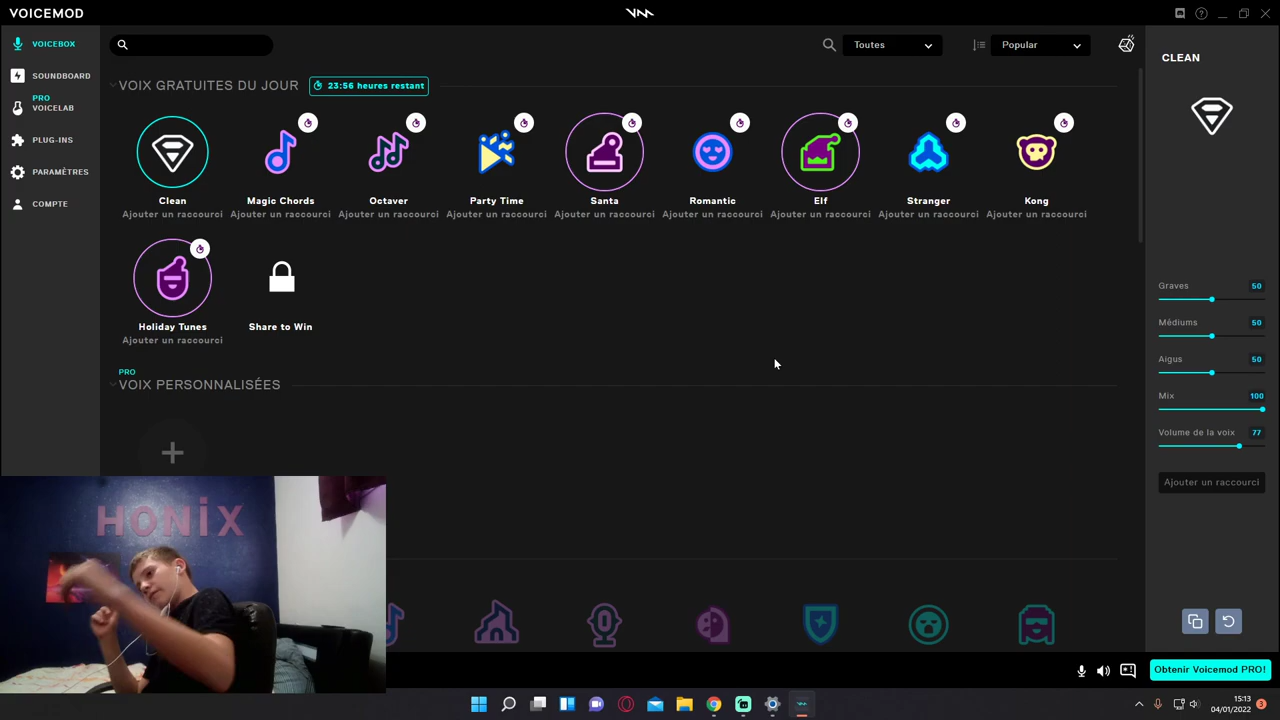 VOICEMOD
VOICEBOX
SOUNDBOARD
PRO
VOICELAB
PLUG-INS
PARAMÈTRES
COMPTE
Toutes
Popular
VOIX GRATUITES DU JOUR
23:56 heures restant
Clean
Magic Chords
Octaver
Party Time
Santa
Romantic
Elf
Stranger
Kong
Ajouter un raccourci
Ajouter un raccourci
Ajouter un raccourci
Ajouter un raccourci
Ajouter un raccourci
Ajouter un raccourci
Ajouter un raccourci
Ajouter un raccourci
Ajouter un raccourci
Holiday Tunes
Share to Win
Ajouter un raccourci
PRO
VOIX PERSONNALISÉES
CLEAN
Graves 50
Médiums 50
Aigus 50
Mix 100
Volume de la voix 77
Ajouter un raccourci
Obtenir Voicemod PRO!
HONiX
15:13
04/01/2022
3